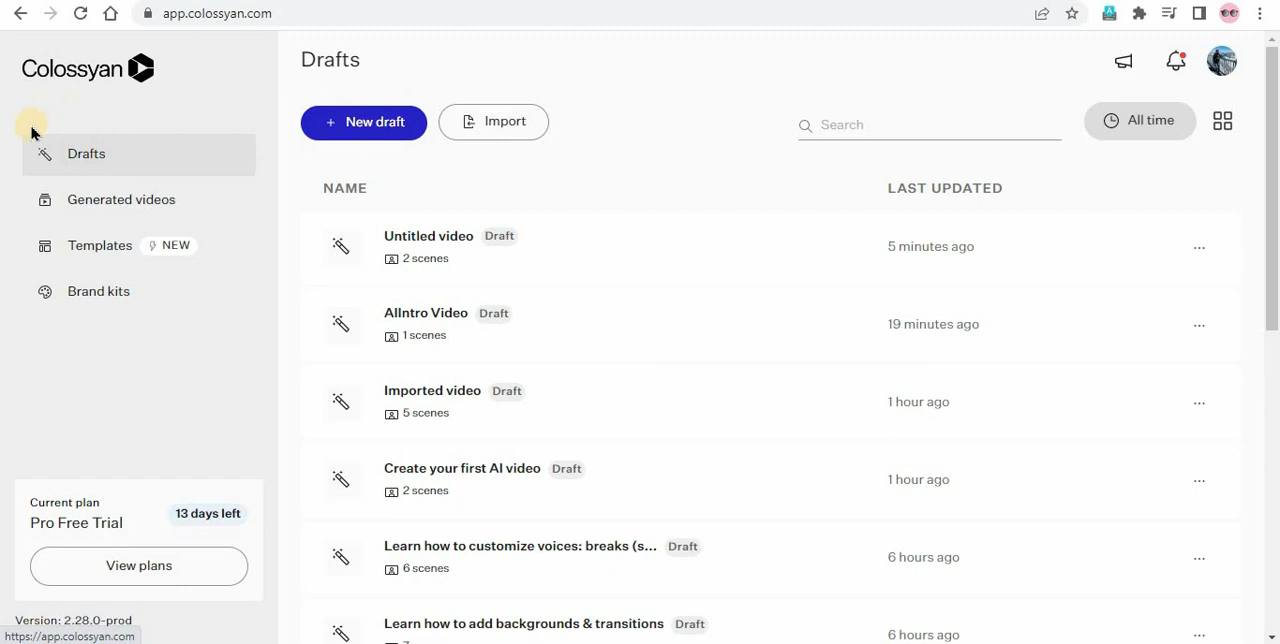 app.colossyan.com
Colossyan
Drafts
Generated videos
Templates NEW
Brand kits
Current plan
Pro Free Trial
13 days left
View plans
Version: 2.28.0-prod
https://app.colossyan.com
Drafts
+ New draft
Import
Search
All time
NAME
LAST UPDATED
Untitled video Draft
2 scenes
5 minutes ago
...
AIntro Video Draft
1 scenes
19 minutes ago
...
Imported video Draft
5 scenes
1 hour ago
...
Create your first AI video Draft
2 scenes
1 hour ago
...
Learn how to customize voices: breaks (s... Draft
6 scenes
6 hours ago
...
Learn how to add backgrounds & transitions Draft
6 hours ago
...